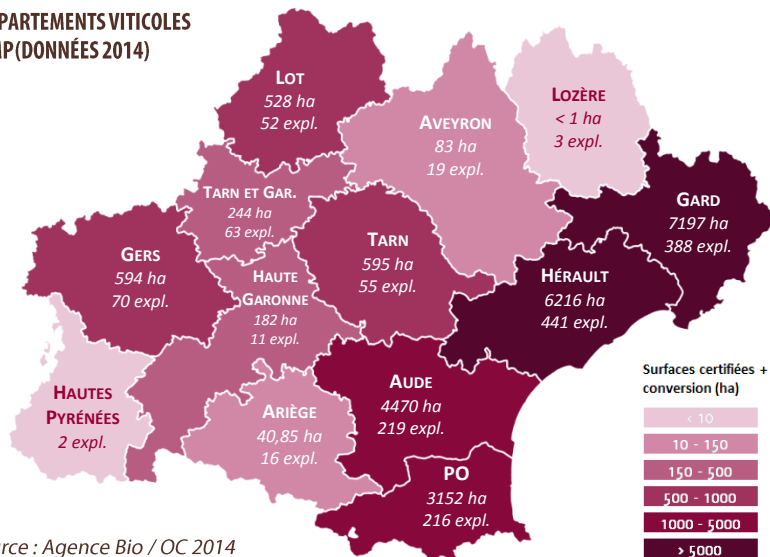 PARTEMENTS VITICOLES
MP(DONNÉES 2014)
LOT
528 ha
52 expl.
AVEYRON
83 ha
19 expl.
LOZÈRE
< 1 ha
3 expl.
TARN ET GAR.
244 ha
63 expl.
GARD
7197 ha
388 expl.
GERS
594 ha
70 expl.
TARN
595 ha
55 expl.
HAUTE
GARONNE
182 ha
11 expl.
HÉRAULT
6216 ha
441 expl.
HAUTES
PYRÉNÉES
2 expl.
ARIÈGE
40,85 ha
16 expl.
AUDE
4470 ha
219 expl.
PO
3152 ha
216 expl.
Surfaces certifiées +
conversion (ha)
< 10
10 - 150
150 - 500
500 - 1000
1000 - 5000
> 5000
rce : Agence Bio / OC 2014